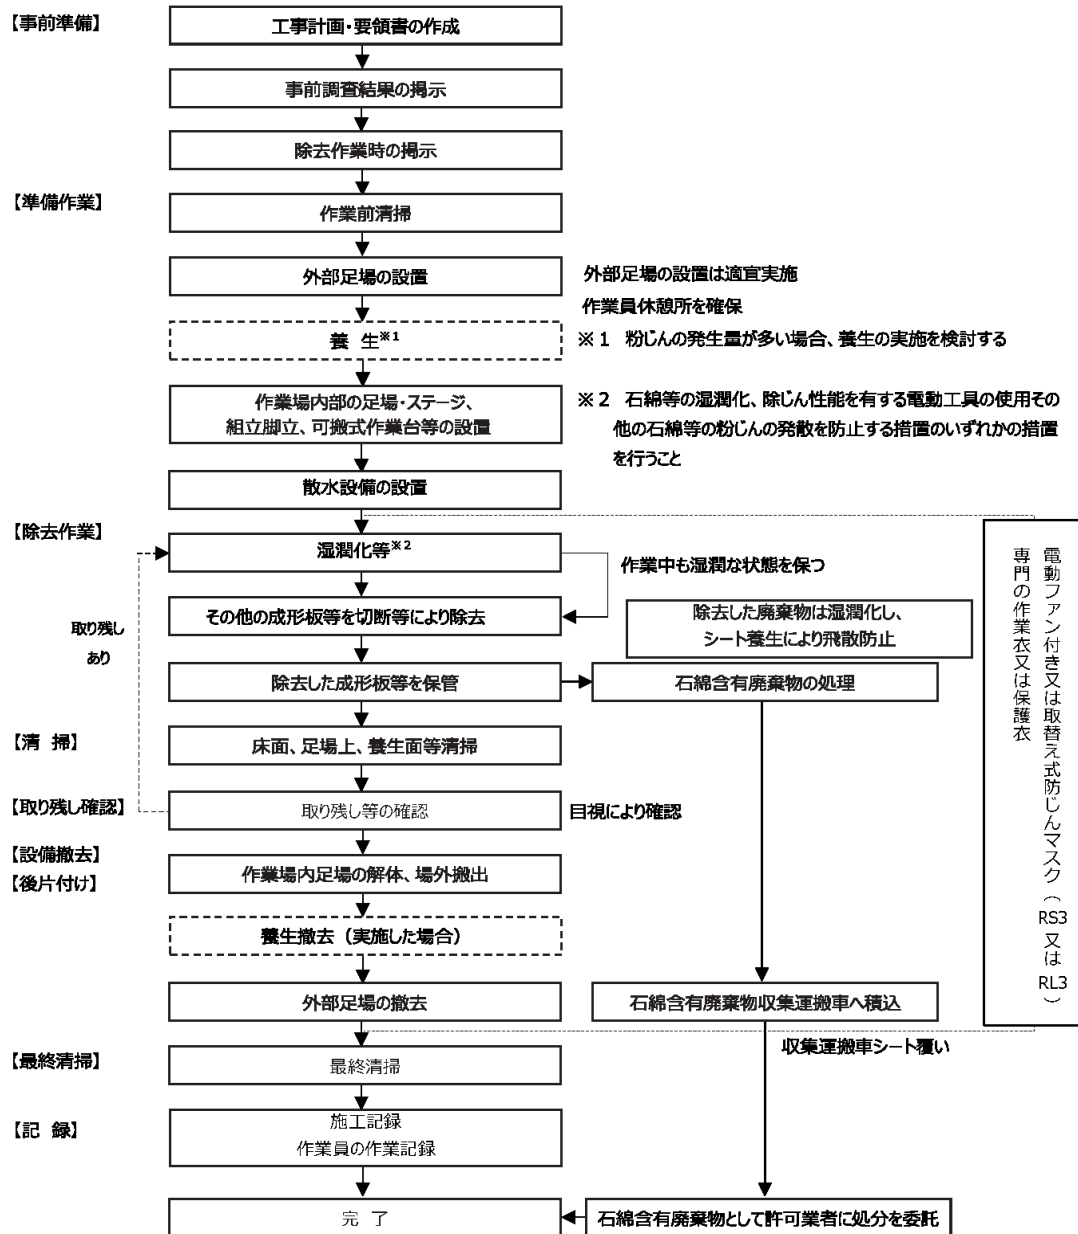 【事前準備】
工事計画・要領書の作成
事前調査結果の掲示
除去作業時の掲示
【準備作業】
作業前清掃
外部足場の設置
外部足場の設置は適宜実施
作業員休憩所を確保
養 生※1
※1 粉じんの発生量が多い場合、養生の実施を検討する
作業場内部の足場・ステージ、
組立脚立、可搬式作業台等の設置
※2 石綿等の湿潤化、除じん性能を有する電動工具の使用その
他の石綿等の粉じんの発散を防止する措置のいずれかの措置
を行うこと
散水設備の設置
【除去作業】
湿潤化等※2
作業中も湿潤な状態を保つ
その他の成形板等を切断等により除去
除去した廃棄物は湿潤化し、
シート養生により飛散防止
取り残し
あり
除去した成形板等を保管
石綿含有廃棄物の処理
電動ファン付き又は取替え式防じんマスク（RS3又はRL3）
専門の作業衣又は保護衣
【清 掃】
床面、足場上、養生面等清掃
【取り残し確認】
取り残し等の確認
目視により確認
【設備撤去】
【後片付け】
作業場内足場の解体、場外搬出
養生撤去（実施した場合）
外部足場の撤去
石綿含有廃棄物収集運搬車へ積込
収集運搬車シート覆い
【最終清掃】
最終清掃
【記 録】
施工記録
作業員の作業記録
完 了
石綿含有廃棄物として許可業者に処分を委託